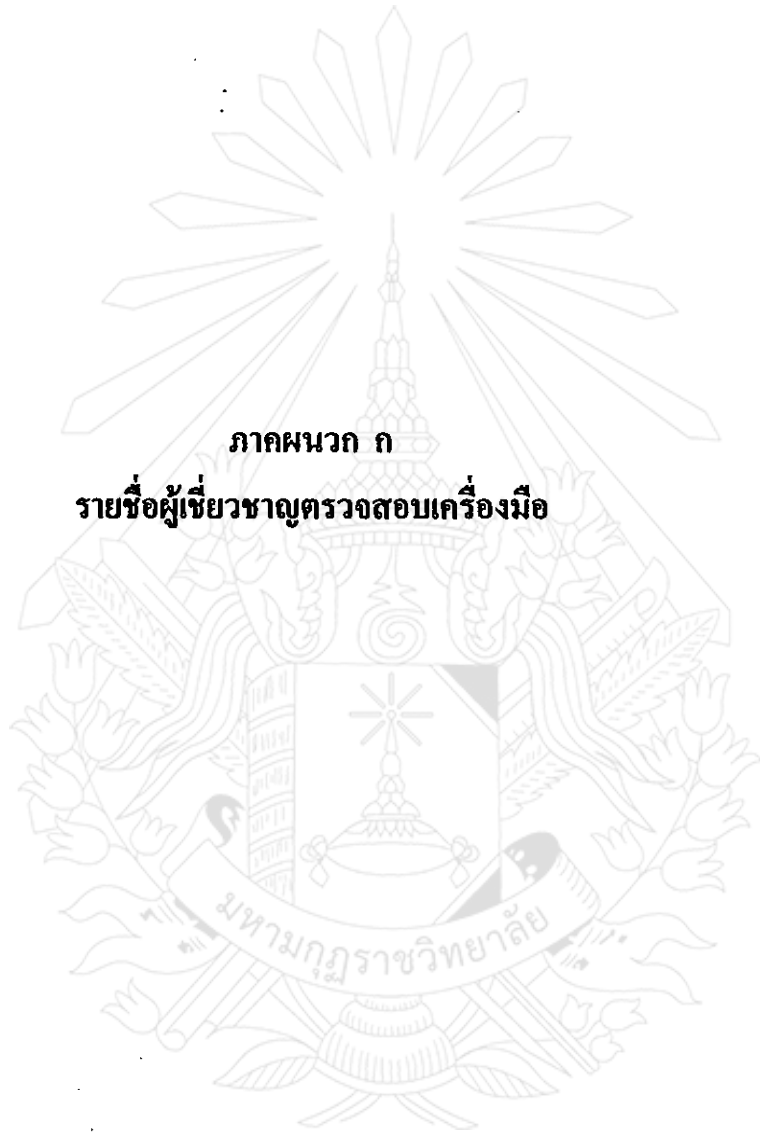 ภาคผนวก ก
รายชื่อผู้เชี่ยวชาญตรวจสอบเครื่องมือ
มหามกุฏราชวิทยาลัย